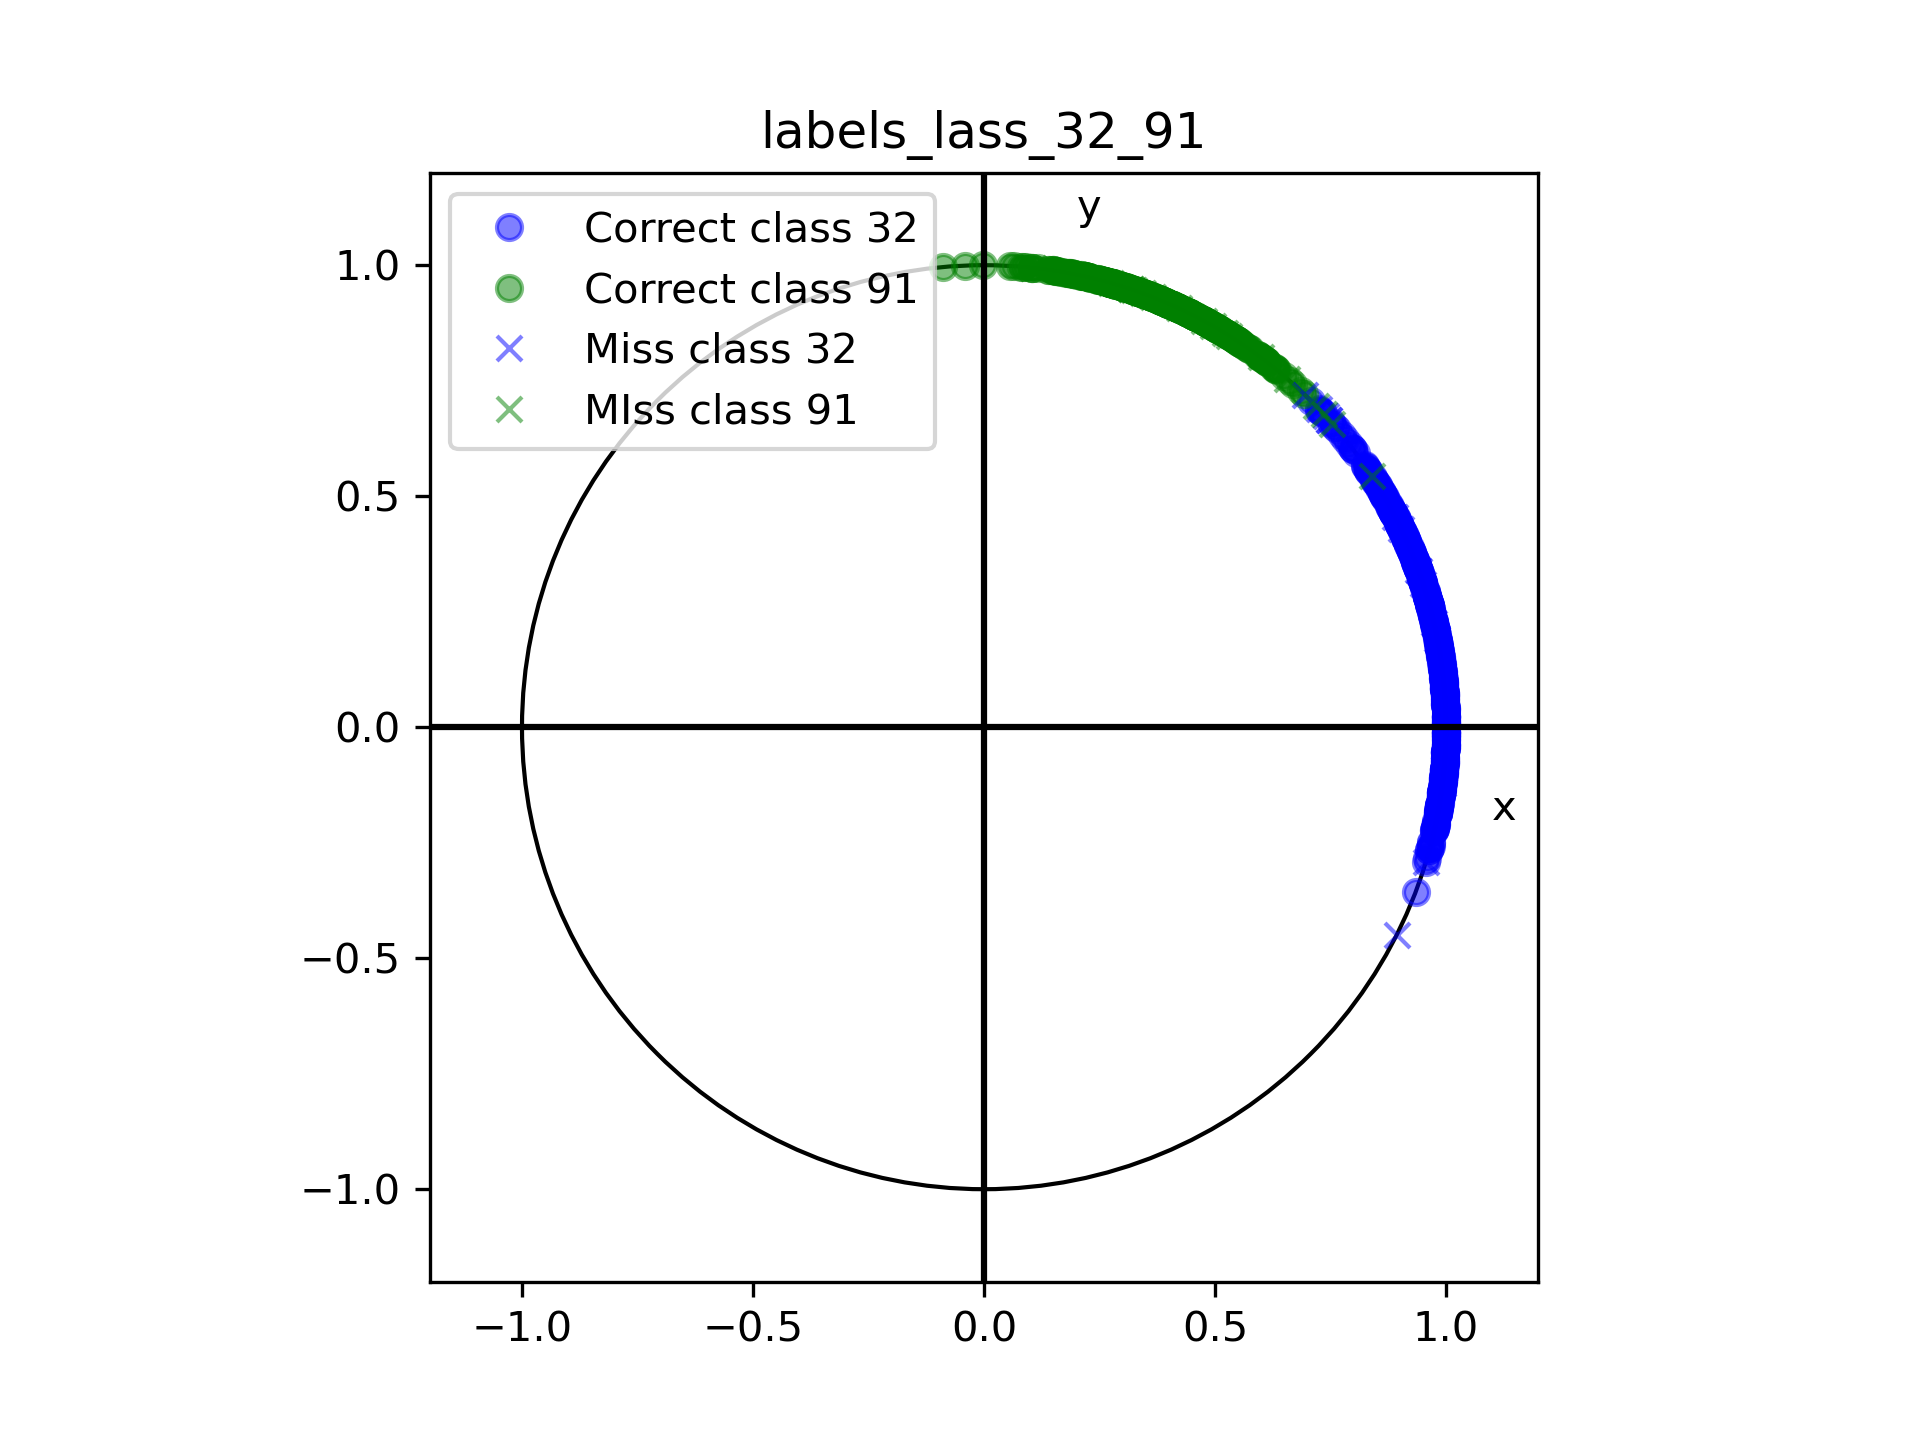 labels_lass_32_91
y
Correct class 32
Correct class 91
Miss class 32
MIss class 91
1.0
0.5
0.0
−0.5
−1.0
x
−1.0
−0.5
0.0
0.5
1.0